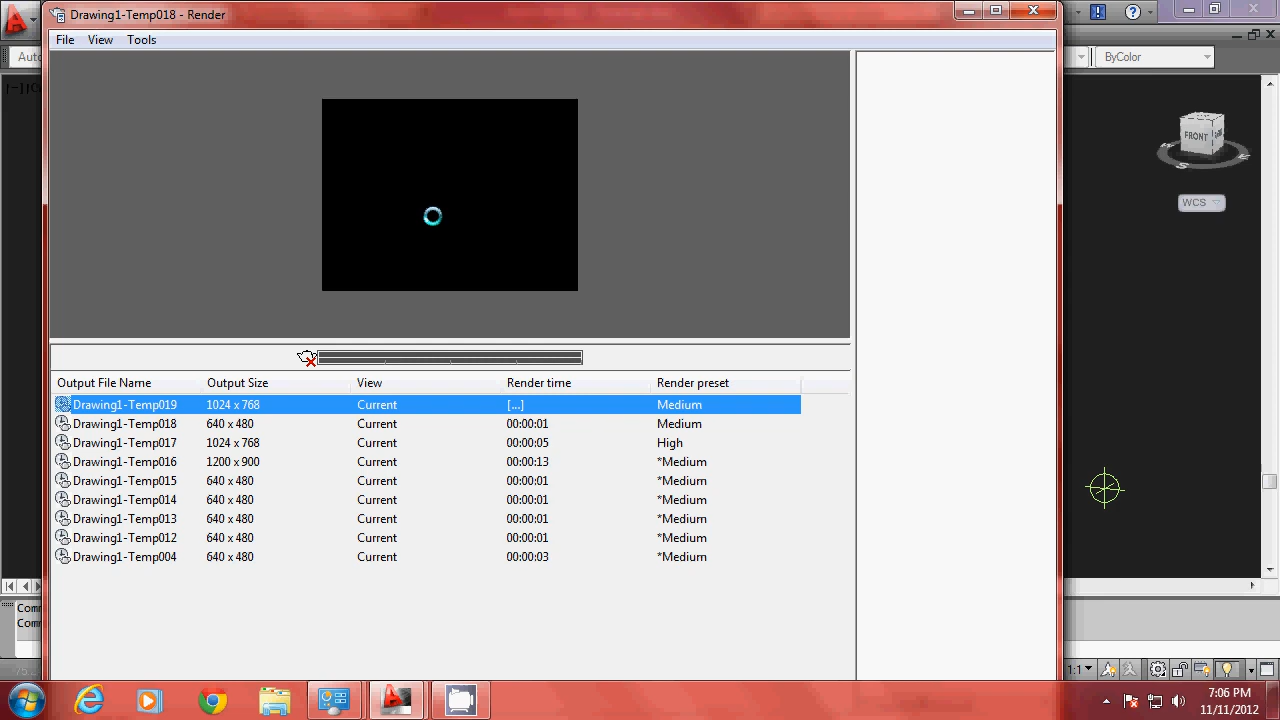 Drawing1-Temp018 - Render
File View Tools
Auto
ByColor
FRONT
S
E
WCS
Output File Name Output Size View Render time Render preset
Drawing1-Temp019 1024 x 768 Current [...] Medium
Drawing1-Temp018 640 x 480 Current 00:00:01 Medium
Drawing1-Temp017 1024 x 768 Current 00:00:05 High
Drawing1-Temp016 1200 x 900 Current 00:00:13 *Medium
Drawing1-Temp015 640 x 480 Current 00:00:01 *Medium
Drawing1-Temp014 640 x 480 Current 00:00:01 *Medium
Drawing1-Temp013 640 x 480 Current 00:00:01 *Medium
Drawing1-Temp012 640 x 480 Current 00:00:01 *Medium
Drawing1-Temp004 640 x 480 Current 00:00:03 *Medium
Comm
Comm
1:1
7:06 PM
11/11/2012